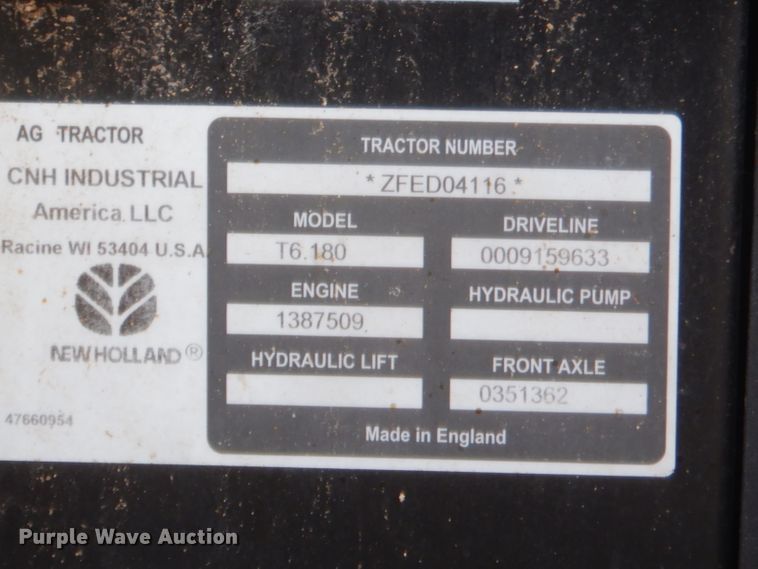 AG TRACTOR
CNH INDUSTRIAL
America LLC
Racine WI 53404 U.S.A.
NEW HOLLAND®
47660954
TRACTOR NUMBER
*ZFED04116*
MODEL
DRIVELINE
T6.180
0009159633
ENGINE
HYDRAULIC PUMP
1387509
HYDRAULIC LIFT
FRONT AXLE
0351362
Made in England
Purple Wave Auction